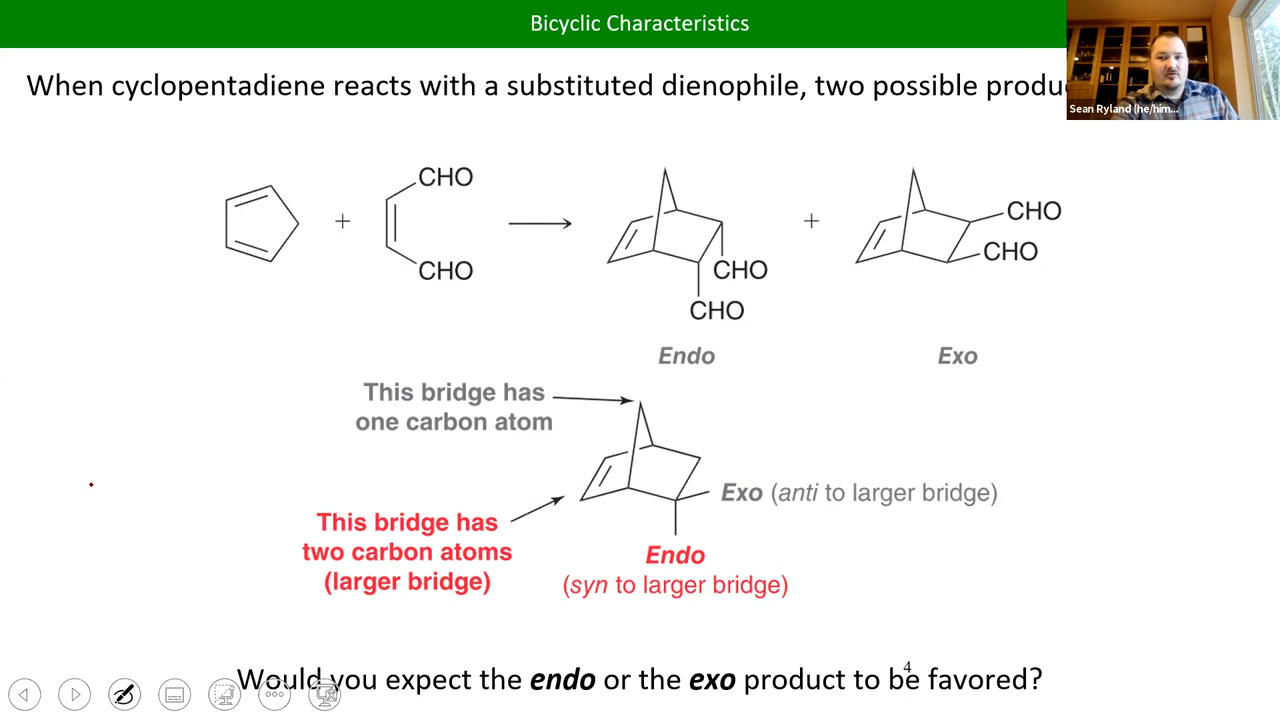 Bicyclic Characteristics
Sean Ryland (he/him...
When cyclopentadiene reacts with a substituted dienophile, two possible
CHO
CHO
+
CHO
CHO
+
CHO
CHO
Endo
Exo
This bridge has
one carbon atom
Exo (anti to larger bridge)
This bridge has
two carbon atoms
(larger bridge)
Endo
(syn to larger bridge)
4
Would you expect the endo or the exo product to be favored?